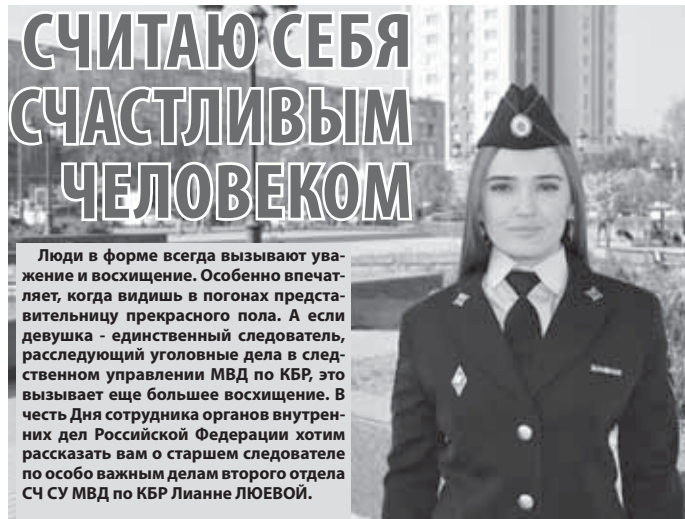 СЧИТАЮ СЕБЯ
СЧАСТЛИВЫМ
ЧЕЛОВЕКОМ
Люди в форме всегда вызывают ува-
жение и восхищение. Особенно впечат-
ляет, когда видишь в погонах предста-
вительницу прекрасного пола. А если
девушка - единственный следователь,
расследующий уголовные дела в след-
ственном управлении МВД по КБР, это
вызывает еще большее восхищение. В
честь Дня сотрудника органов внутрен-
них дел Российской Федерации хотим
рассказать вам о старшем следователе
по особо важным делам второго отдела
СЧ СУ МВД по КБР Лианне ЛЮЕВОЙ.